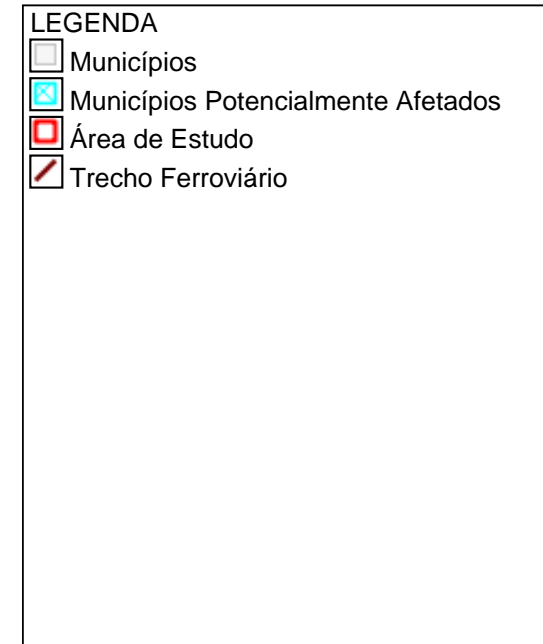 LEGENDA
Municípios
Municípios Potencialmente Afetados
Área de Estudo
Trecho Ferroviário